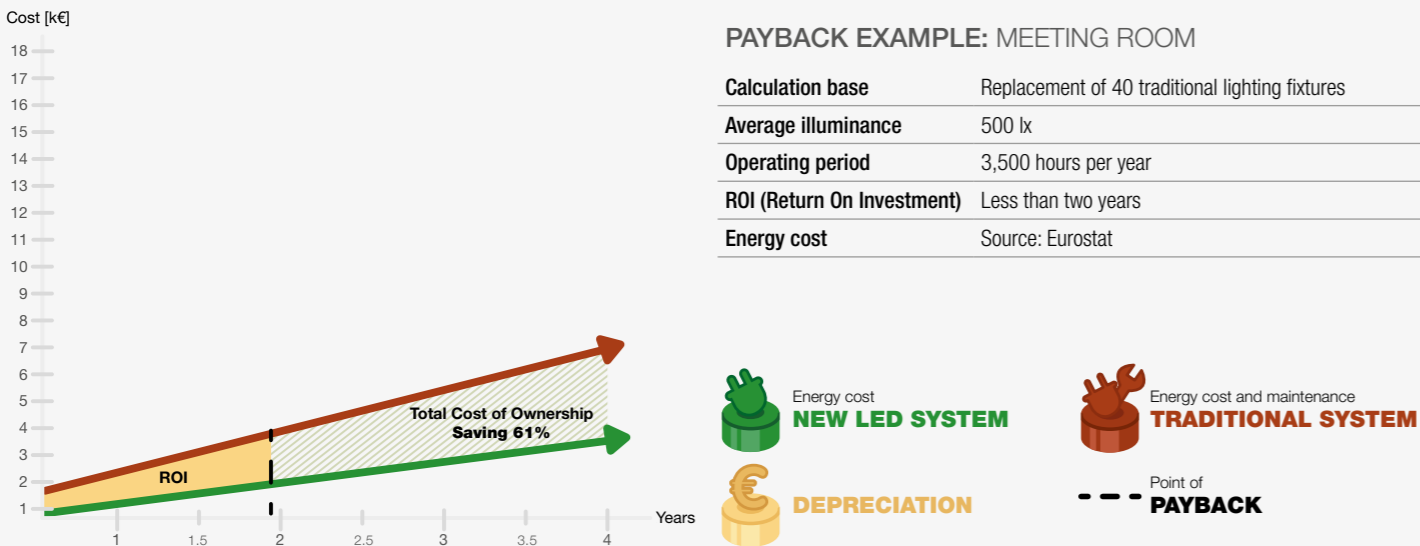 Cost [k€]
18
17
16
15
14
13
12
11
10
9
8
7
6
5
4
3
2
1
Total Cost of Ownership
Saving 61%
ROI
1 1.5 2 2.5 3 3.5 4
Years
PAYBACK EXAMPLE: MEETING ROOM
Calculation base Replacement of 40 traditional lighting fixtures
Average illuminance 500 lx
Operating period 3,500 hours per year
ROI (Return On Investment) Less than two years
Energy cost Source: Eurostat
Energy cost
NEW LED SYSTEM
Energy cost and maintenance
TRADITIONAL SYSTEM
€
DEPRECIATION
Point of
PAYBACK